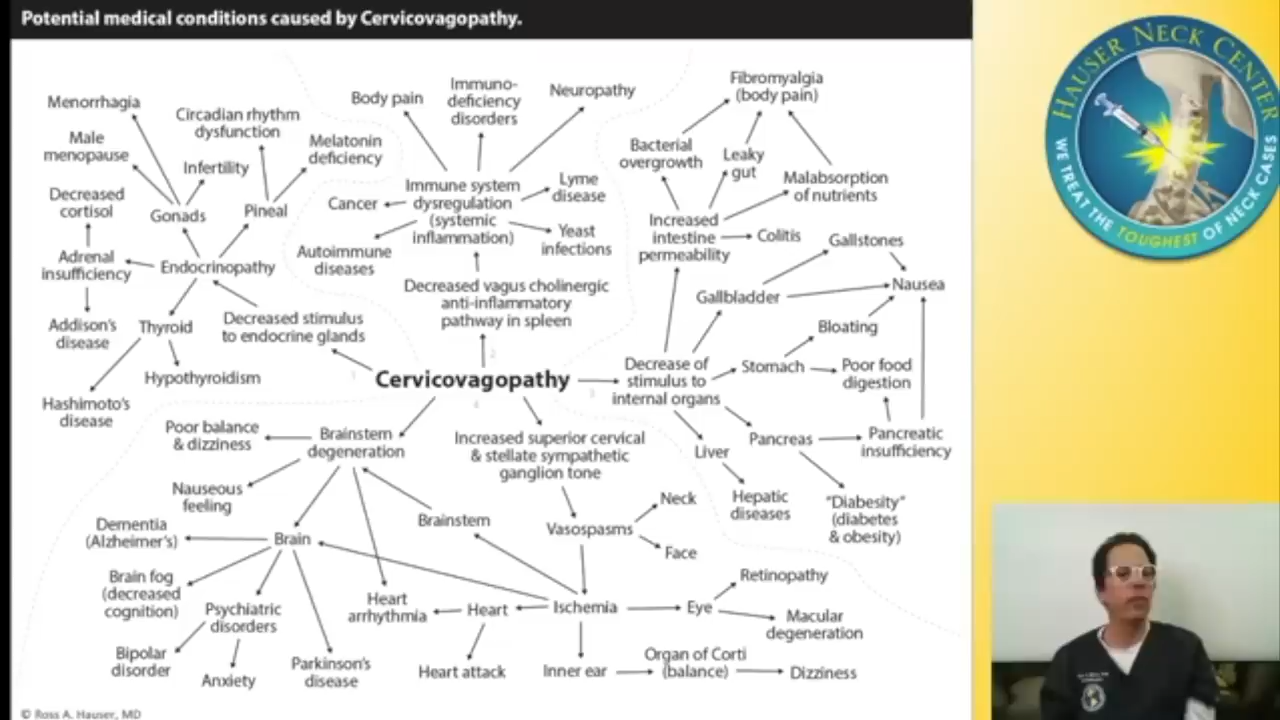 Potential medical conditions caused by Cervicovagopathy.
Menorrhagia
Male
menopause
Decreased
cortisol
Adrenal
insufficiency
Addison's
disease
Hashimoto's
disease
Circadian rhythm
dysfunction
Infertility
Gonads
Pineal
Melatonin
deficiency
Endocrinopathy
Thyroid
Hypothyroidism
Decreased stimulus
to endocrine glands
Body pain
Immuno-
deficiency
disorders
Neuropathy
Cancer
Immune system
dysregulation
(systemic
inflammation)
Lyme
disease
Yeast
infections
Autoimmune
diseases
Decreased vagus cholinergic
anti-inflammatory
pathway in spleen
1
2
3
4
Cervicovagopathy
Fibromyalgia
(body pain)
Bacterial
overgrowth
Leaky
gut
Malabsorption
of nutrients
Increased
intestine
permeability
Colitis
Gallstones
Gallbladder
Nausea
Bloating
Decrease of
stimulus to
internal organs
Stomach
Poor food
digestion
Pancreas
Pancreatic
insufficiency
Liver
Hepatic
diseases
"Diabesity"
(diabetes
& obesity)
Poor balance
& dizziness
Brainstem
degeneration
Nauseous
feeling
Increased superior cervical
& stellate sympathetic
ganglion tone
Dementia
(Alzheimer's)
Brain
Brainstem
Vasospasms
Neck
Face
Brain fog
(decreased
cognition)
Psychiatric
disorders
Bipolar
disorder
Anxiety
Parkinson's
disease
Heart
arrhythmia
Heart
Heart attack
Ischemia
Eye
Retinopathy
Macular
degeneration
Inner ear
Organ of Corti
(balance)
Dizziness
© Ross A. Hauser, MD
HAUSER NECK CENTER
WE TREAT THE TOUGHEST OF NECK CASES